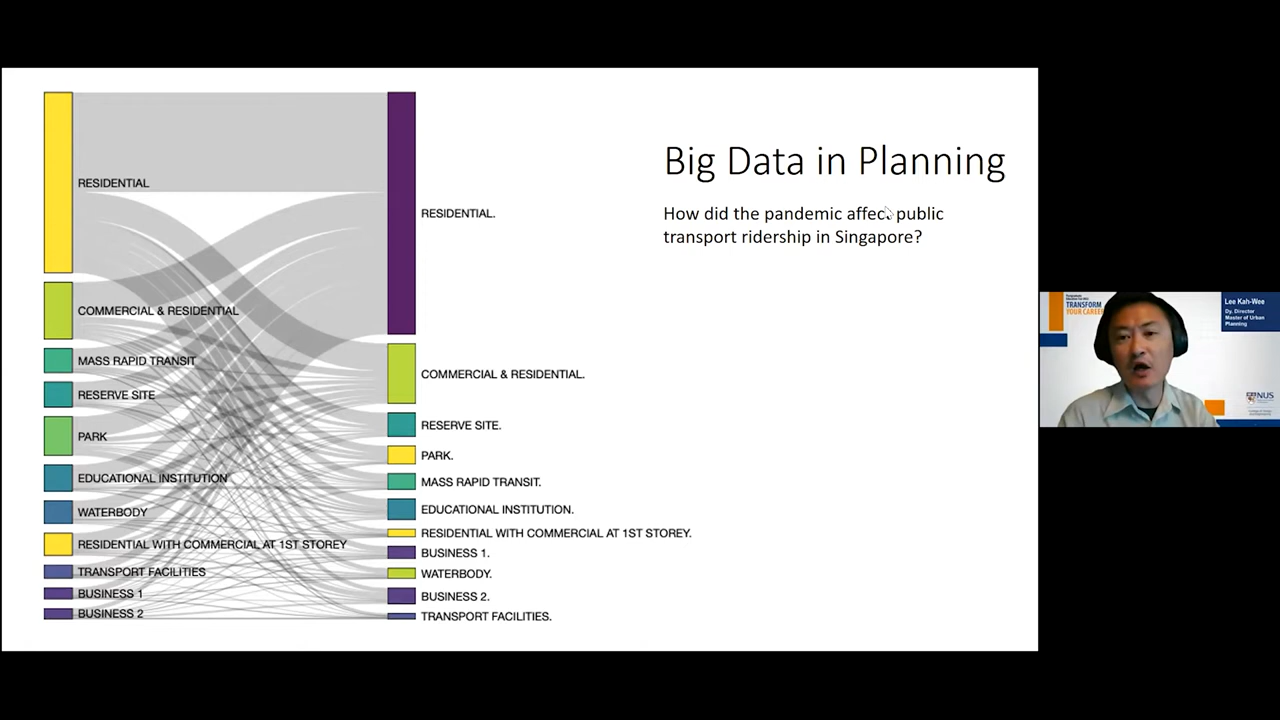 RESIDENTIAL
COMMERCIAL & RESIDENTIAL
MASS RAPID TRANSIT
RESERVE SITE
PARK
EDUCATIONAL INSTITUTION
WATERBODY
RESIDENTIAL WITH COMMERCIAL AT 1ST STOREY
TRANSPORT FACILITIES
BUSINESS 1
BUSINESS 2
RESIDENTIAL.
COMMERCIAL & RESIDENTIAL.
RESERVE SITE.
PARK.
MASS RAPID TRANSIT.
EDUCATIONAL INSTITUTION.
RESIDENTIAL WITH COMMERCIAL AT 1ST STOREY.
BUSINESS 1.
WATERBODY.
BUSINESS 2.
TRANSPORT FACILITIES.
Big Data in Planning
How did the pandemic affect public
transport ridership in Singapore?
TRANSFORM
YOUR CAREER
Lee Kah-Wee
Dy. Director
Master of Urban
Planning
NUS